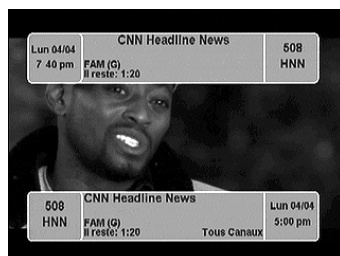 Lun 04/04
7 40 pm
CNN Headline News
FAM (G)
Il reste: 1:20
508
HNN
508
HNN
CNN Headline News
FAM (G)
Il reste: 1:20
Tous Canaux
Lun 04/04
5:00 pm